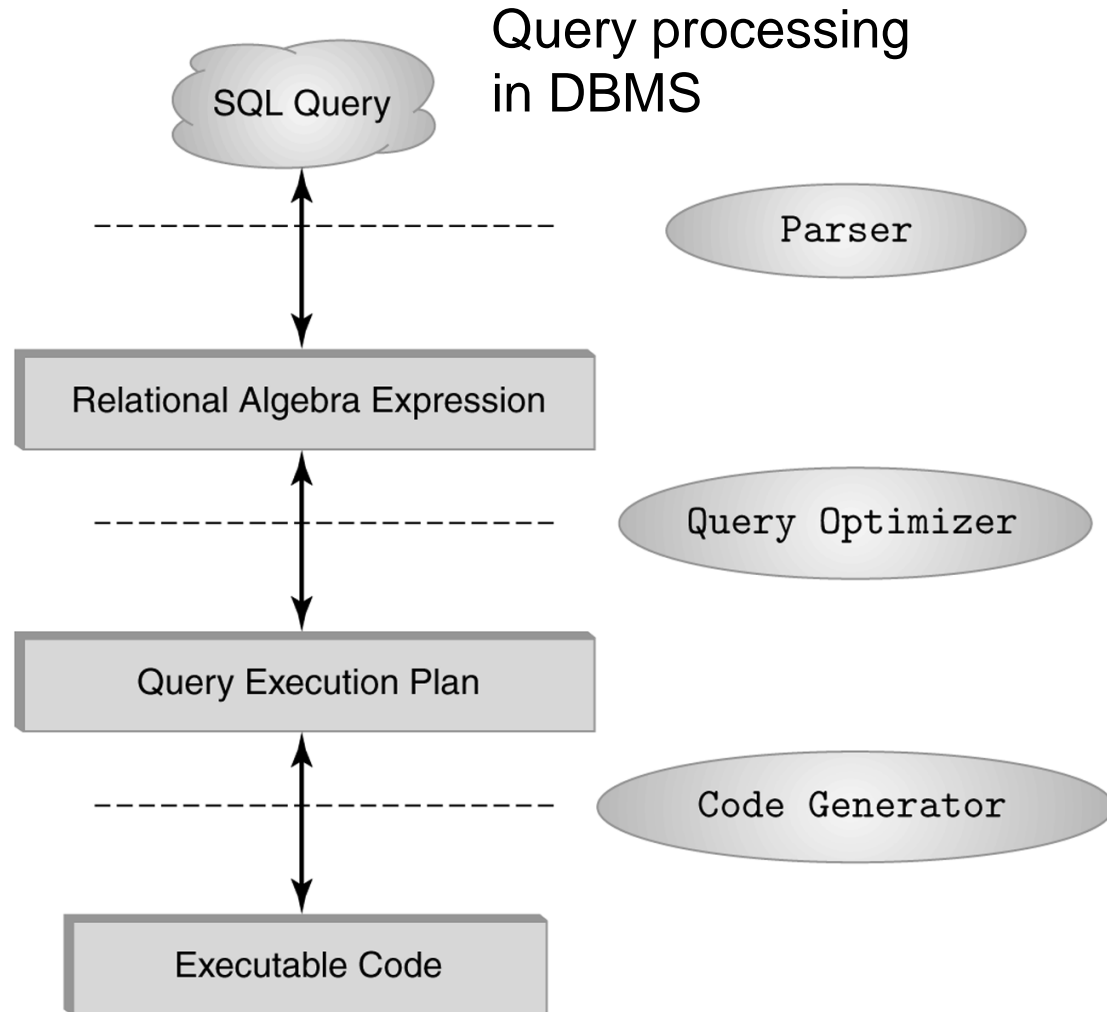 Query processing
in DBMS
SQL Query
Parser
Relational Algebra Expression
Query Optimizer
Query Execution Plan
Code Generator
Executable Code